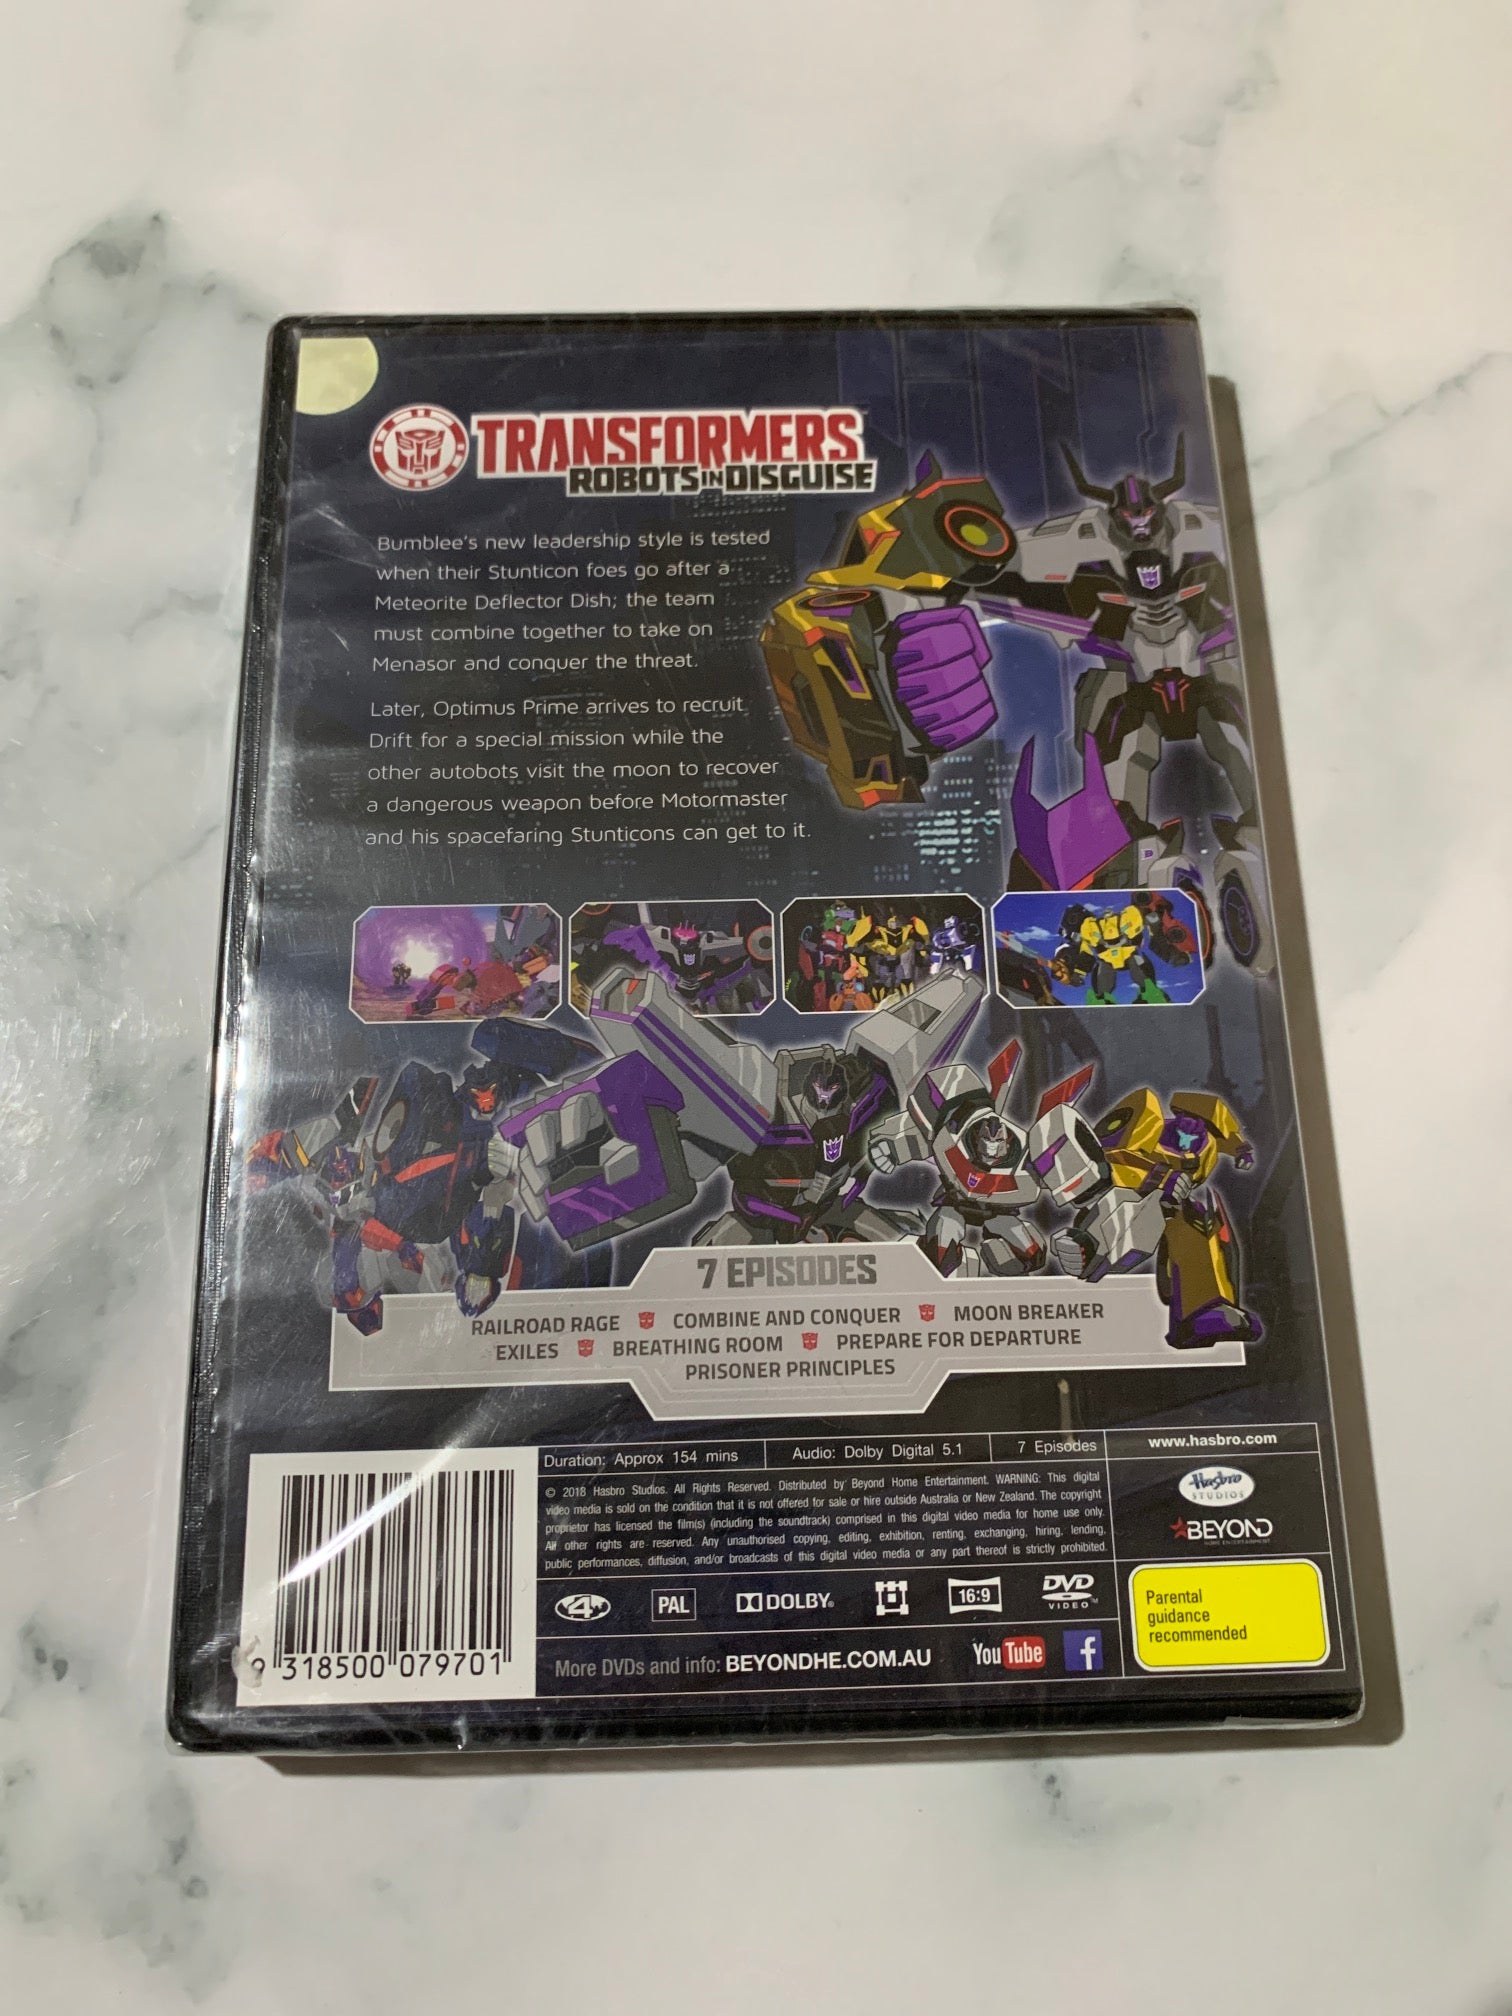 TRANSFORMERS
ROBOTS IN DISGUISE
Bumblee's new leadership style is tested
when their Stunticon foes go after a
Meteorite Deflector Dish; the team
must combine together to take on
Menasor and conquer the threat.
Later, Optimus Prime arrives to recruit
Drift for a special mission while the
other autobots visit the moon to recover
a dangerous weapon before Motormaster
and his spacefaring Stunticons can get to it.
7 EPISODES
RAILROAD RAGE COMBINE AND CONQUER MOON BREAKER
EXILES BREATHING ROOM PREPARE FOR DEPARTURE
PRISONER PRINCIPLES
Duration: Approx 154 mins Audio: Dolby Digital 5.1 7 Episodes www.hasbro.com
© 2018 Hasbro Studios. All Rights Reserved. Distributed by Beyond Home Entertainment. WARNING: This digital
video media is sold on the condition that it is not offered for sale or hire outside Australia or New Zealand. The copyright
proprietor has licensed the film(s) (including the soundtrack) comprised in this digital video media for home use only.
All other rights are reserved. Any unauthorised copying, editing, exhibition, renting, exchanging, hiring, lending,
public performances, diffusion, and/or broadcasts of this digital video media or any part thereof is strictly prohibited.
Hasbro
STUDIOS
BEYOND
HOME ENTERTAINMENT
4 PAL DOLBY® 16:9 DVD
VIDEO™
More DVDs and info: BEYONDHE.COM.AU YouTube f
Parental
guidance
recommended
9 318500 079701